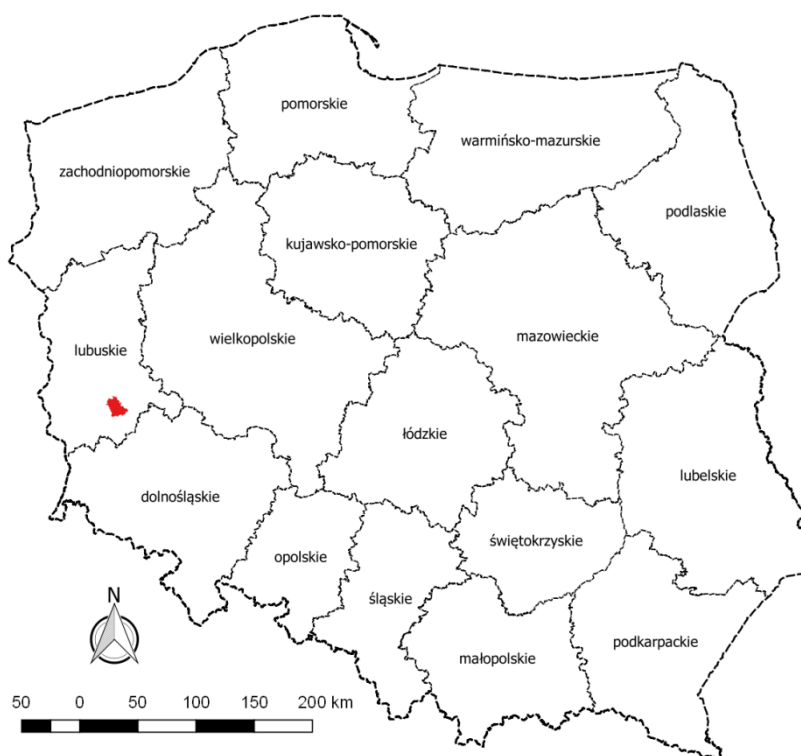 pomorskie
warmińsko-mazurskie
zachodniopomorskie
podlaskie
kujawsko-pomorskie
wielkopolskie
mazowieckie
lubuskie
łódzkie
lubelskie
dolnośląskie
świętokrzyskie
opolskie
śląskie
podkarpackie
małopolskie
N
50 0 50 100 150 200 km